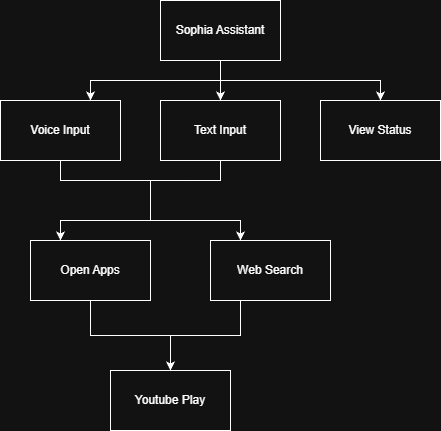 Sophia Assistant
Voice Input
Text Input
View Status
Open Apps
Web Search
Youtube Play